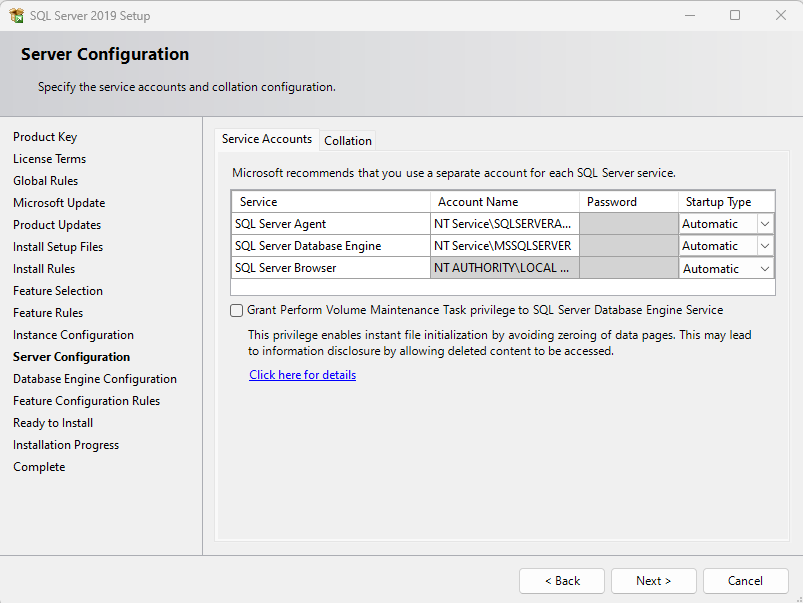 SQL Server 2019 Setup
Server Configuration
Specify the service accounts and collation configuration.
Product Key
License Terms
Global Rules
Microsoft Update
Product Updates
Install Setup Files
Install Rules
Feature Selection
Feature Rules
Instance Configuration
Server Configuration
Database Engine Configuration
Feature Configuration Rules
Ready to Install
Installation Progress
Complete
Service Accounts Collation
Microsoft recommends that you use a separate account for each SQL Server service.
Service Account Name Password Startup Type
SQL Server Agent NT Service\SQLSERVERA... Automatic
SQL Server Database Engine NT Service\MSSQLSERVER Automatic
SQL Server Browser NT AUTHORITY\LOCAL ... Automatic
Grant Perform Volume Maintenance Task privilege to SQL Server Database Engine Service
This privilege enables instant file initialization by avoiding zeroing of data pages. This may lead
to information disclosure by allowing deleted content to be accessed.
Click here for details
< Back Next > Cancel